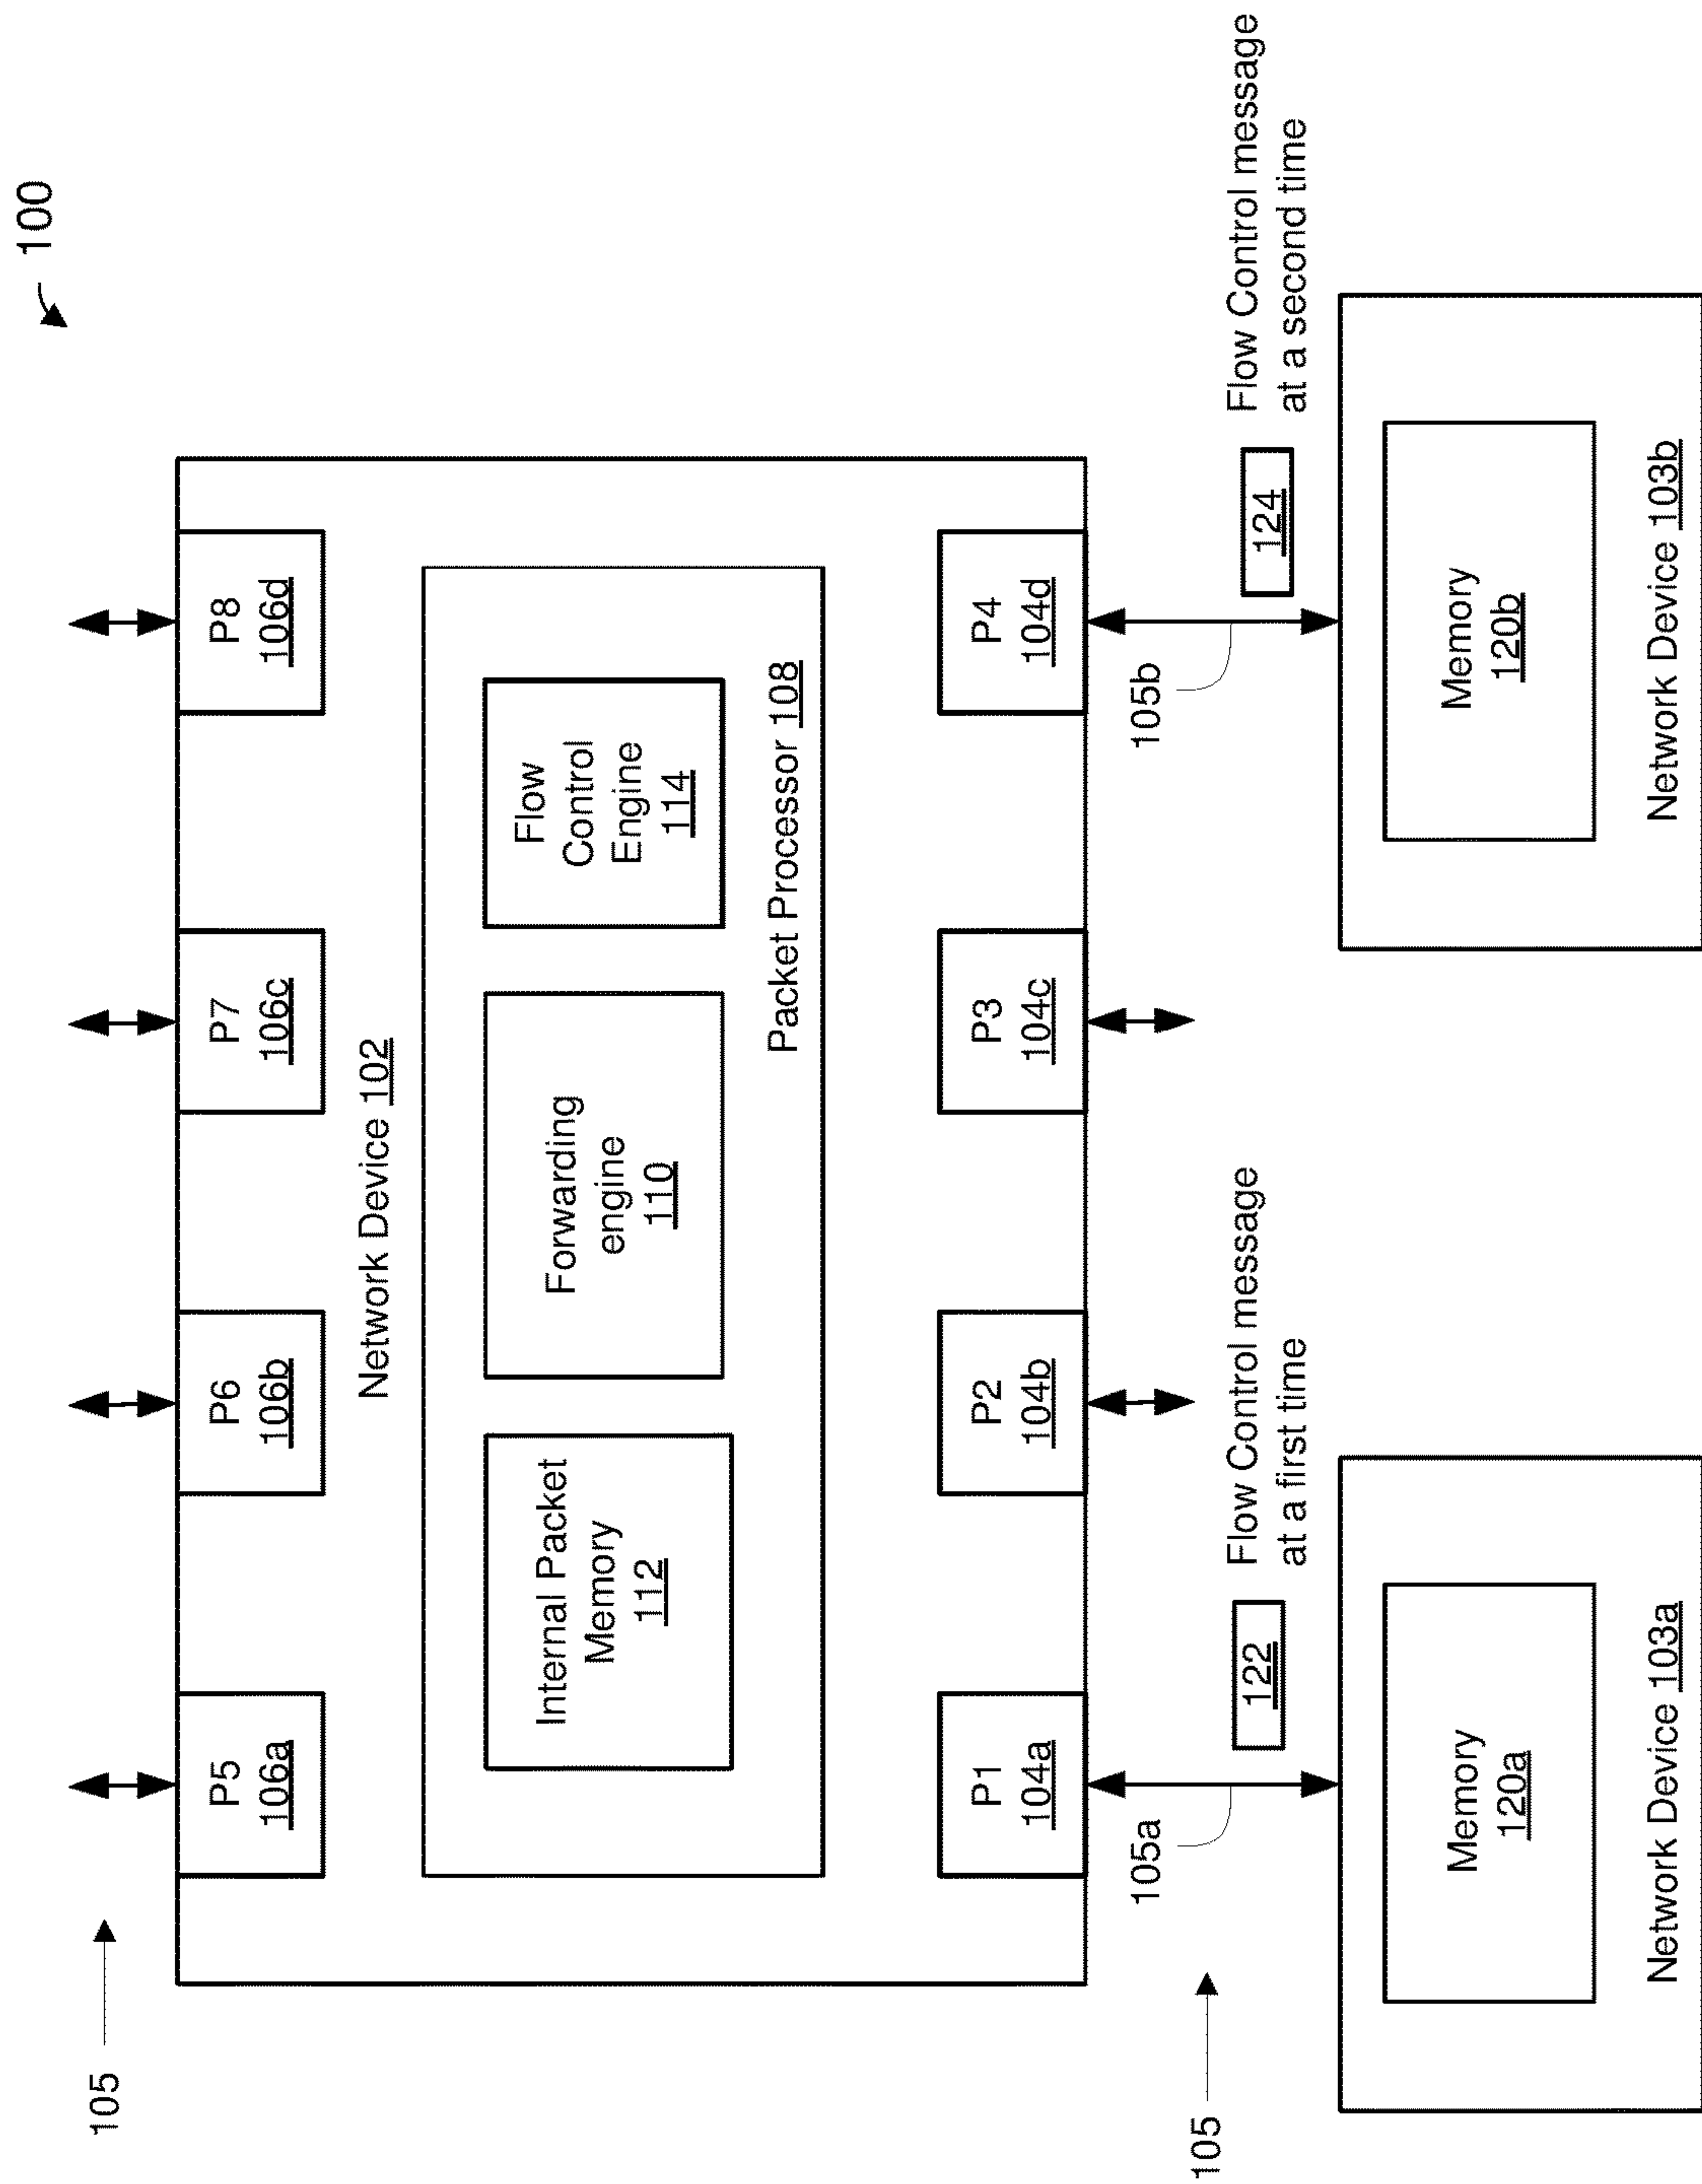 100
105
P5
106a
P6
106b
P7
106c
P8
106d
Network Device 102
Internal Packet
Memory
112
Forwarding
engine
110
Flow
Control
Engine
114
Packet Processor 108
P1
104a
P2
104b
P3
104c
P4
104d
105
105a
122
Flow Control message
at a first time
105b
124
Flow Control message
at a second time
Memory
120a
Network Device 103a
Memory
120b
Network Device 103b